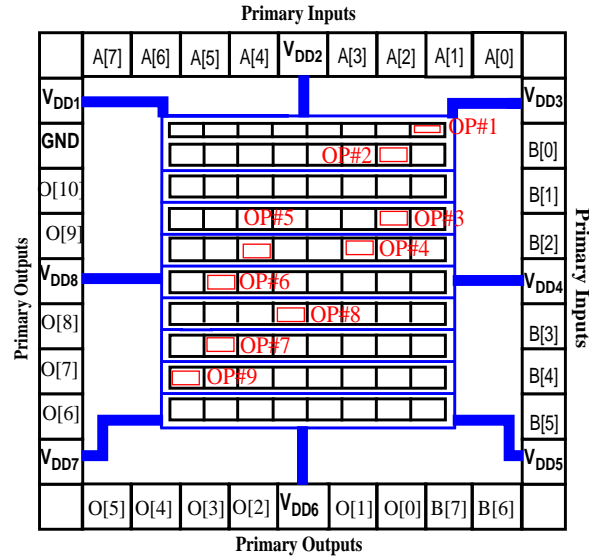 Primary Inputs
A[7] A[6] A[5] A[4] VDD2 A[3] A[2] A[1] A[0]
VDD1 VDD3
OP#1
GND OP#2 B[0]
O[10] B[1]
O[9] OP#5 OP#3 B[2]
OP#4
VDD8 OP#6 VDD4
O[8] OP#8 B[3]
OP#7
O[7] OP#9 B[4]
O[6] B[5]
VDD7 VDD5
O[5] O[4] O[3] O[2] VDD6 O[1] O[0] B[7] B[6]
Primary Outputs
Primary Outputs
Primary Inputs